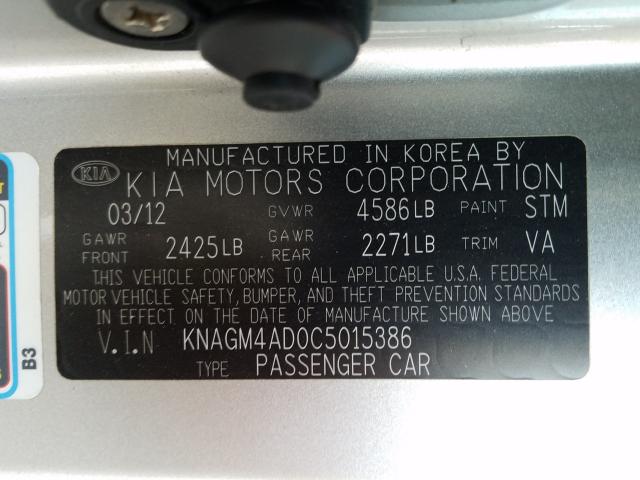 MANUFACTURED IN KOREA BY
KIA KIA MOTORS CORPORATION
03/12 GVWR 4586LB PAINT STM
GAWR FRONT 2425LB GAWR REAR 2271LB TRIM VA
THIS VEHICLE CONFORMS TO ALL APPLICABLE U.S.A. FEDERAL
MOTOR VEHICLE SAFETY, BUMPER, AND THEFT PREVENTION STANDARDS
IN EFFECT ON THE DATE OF MANUFACTURE SHOWN ABOVE
V.I.N KNAGM4AD0C5015386
TYPE PASSENGER CAR
B3